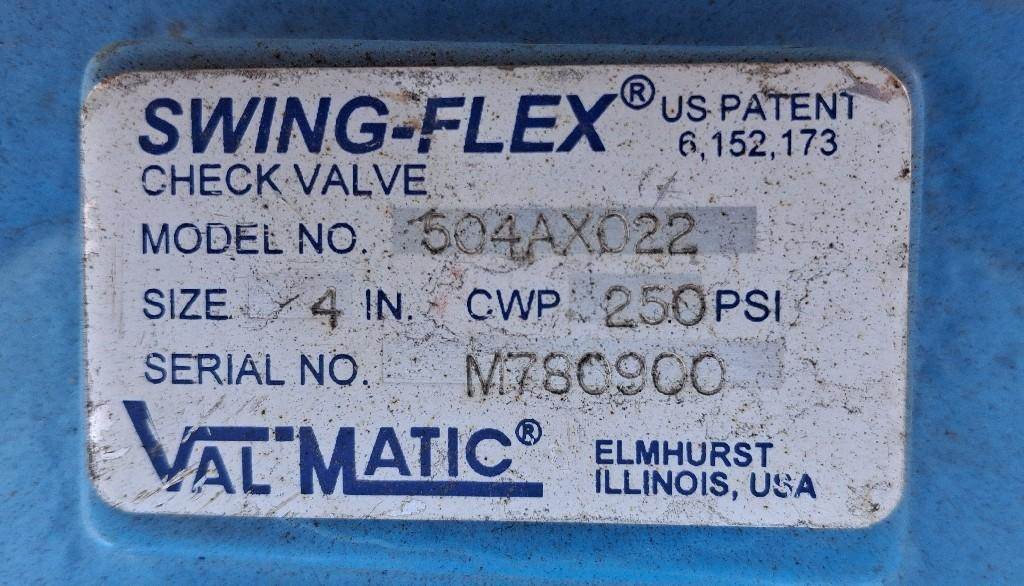 SWING-FLEX® US PATENT
6,152,173
CHECK VALVE
MODEL NO. 504AX022
SIZE 4 IN. CWP 250 PSI
SERIAL NO. M780900
VAL MATIC®
ELMHURST
ILLINOIS, USA